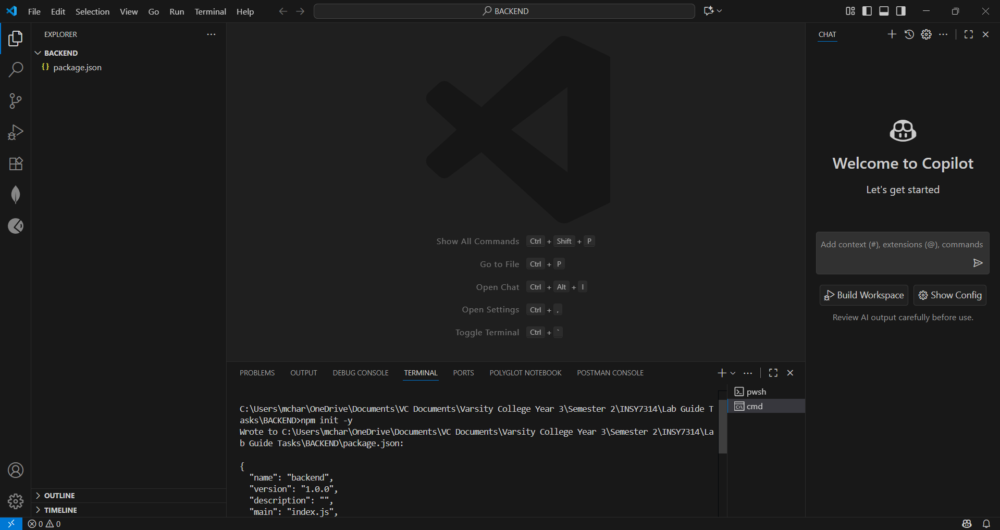 File Edit Selection View Go Run Terminal Help
BACKEND
EXPLORER
BACKEND
{} package.json
OUTLINE
TIMELINE
Show All Commands Ctrl + Shift + P
Go to File Ctrl + P
Open Chat Ctrl + Alt + I
Open Settings Ctrl + ,
Toggle Terminal Ctrl + `
PROBLEMS OUTPUT DEBUG CONSOLE TERMINAL PORTS POLYGLOT NOTEBOOK POSTMAN CONSOLE
C:\Users\mchar\OneDrive\Documents\VC Documents\Varsity College Year 3\Semester 2\INSY7314\Lab Guide T
asks\BACKEND>npm init -y
Wrote to C:\Users\mchar\OneDrive\Documents\VC Documents\Varsity College Year 3\Semester 2\INSY7314\La
b Guide Tasks\BACKEND\package.json:
{
"name": "backend",
"version": "1.0.0",
"description": "",
"main": "index.js",
pwsh
cmd
CHAT
Welcome to Copilot
Let's get started
Add context (#), extensions (@), commands
Build Workspace Show Config
Review AI output carefully before use.
0 0